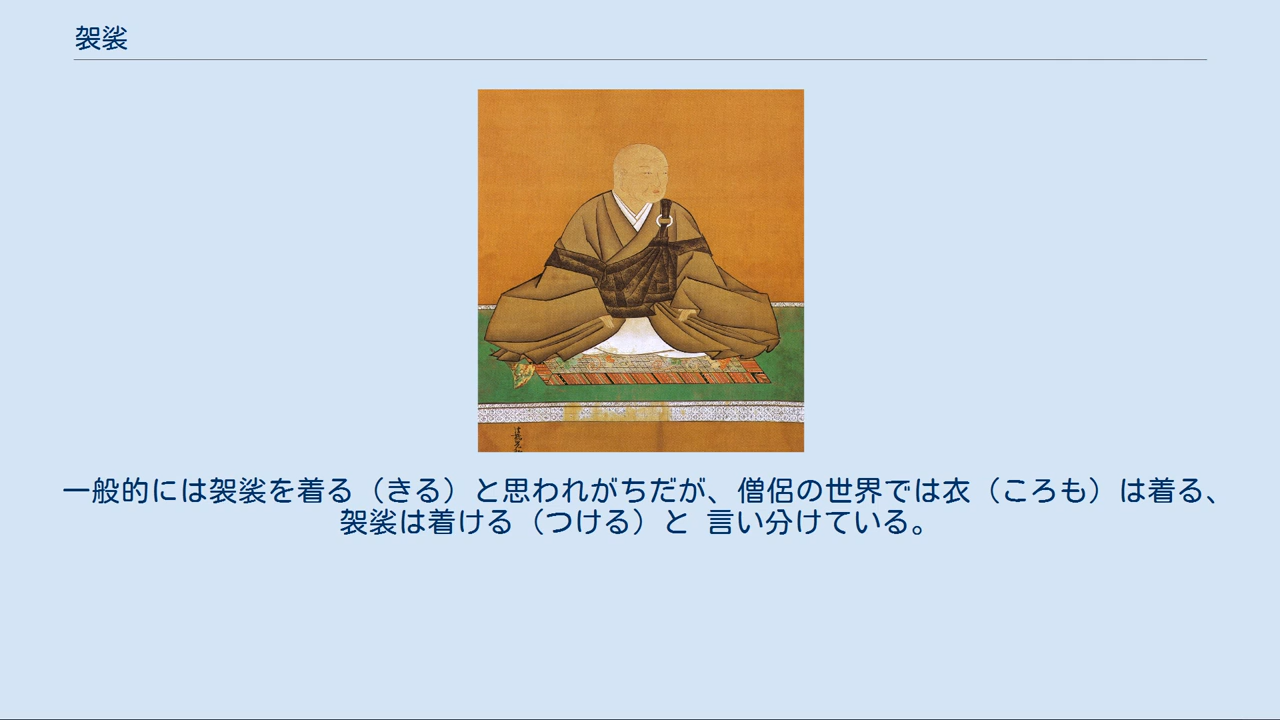 袈裟
一般的には袈裟を着る（きる）と思われがちだが、僧侶の世界では衣（ころも）は着る、
袈裟は着ける（つける）と 言い分けている。